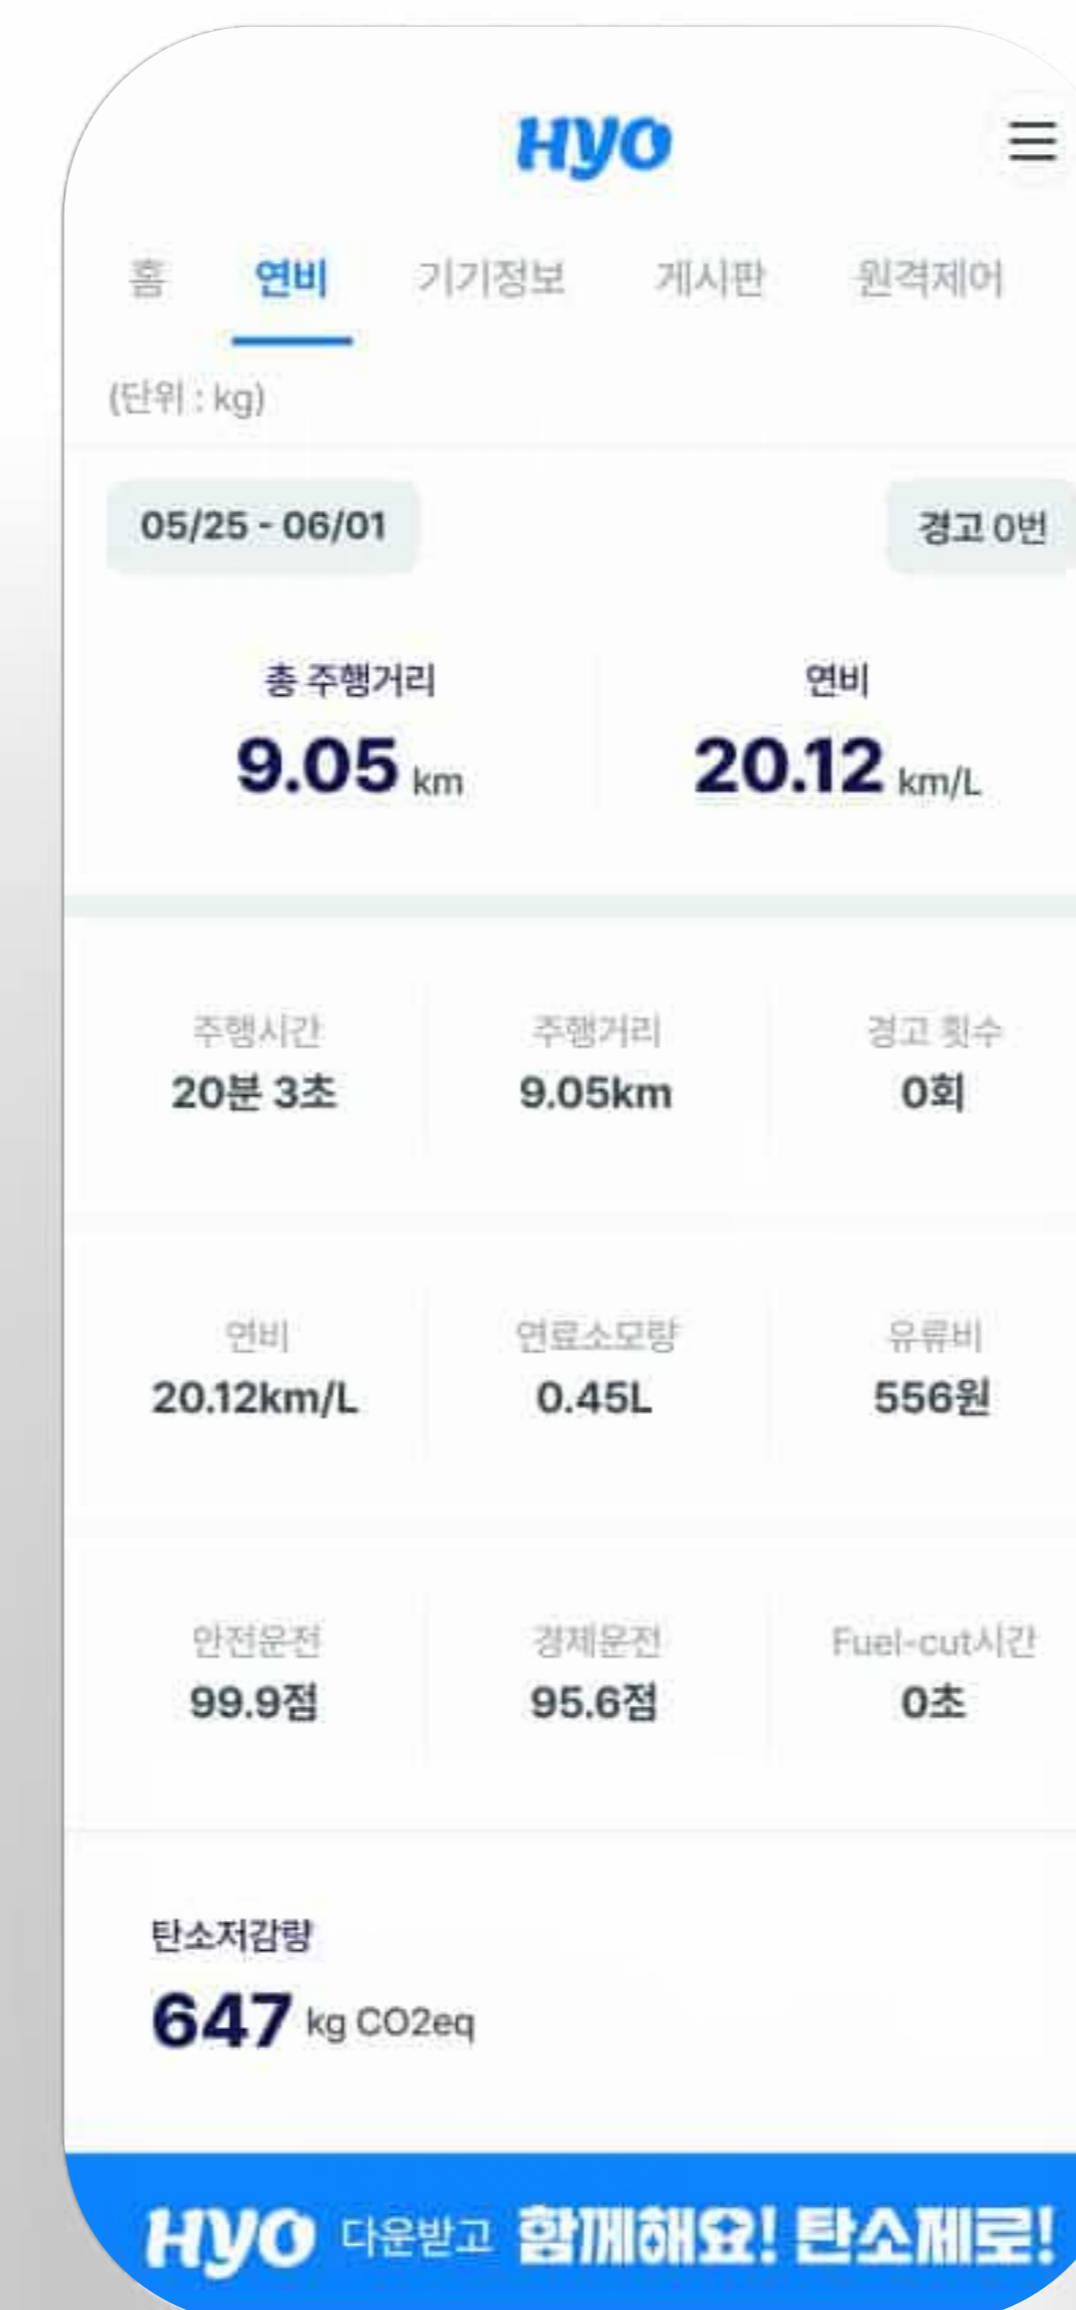 HYO
홈 연비 기기정보 게시판 원격제어
(단위 : kg)
05/25 - 06/01 경고 0번
총 주행거리 연비
9.05 km 20.12 km/L
주행시간 주행거리 경고 횟수
20분 3초 9.05km 0회
연비 연료소모량 유류비
20.12km/L 0.45L 556원
안전운전 경제운전 Fuel-cut시간
99.9점 95.6점 0초
탄소저감량
647 kg CO2eq
HYO 다운받고 함께해요! 탄소제로!